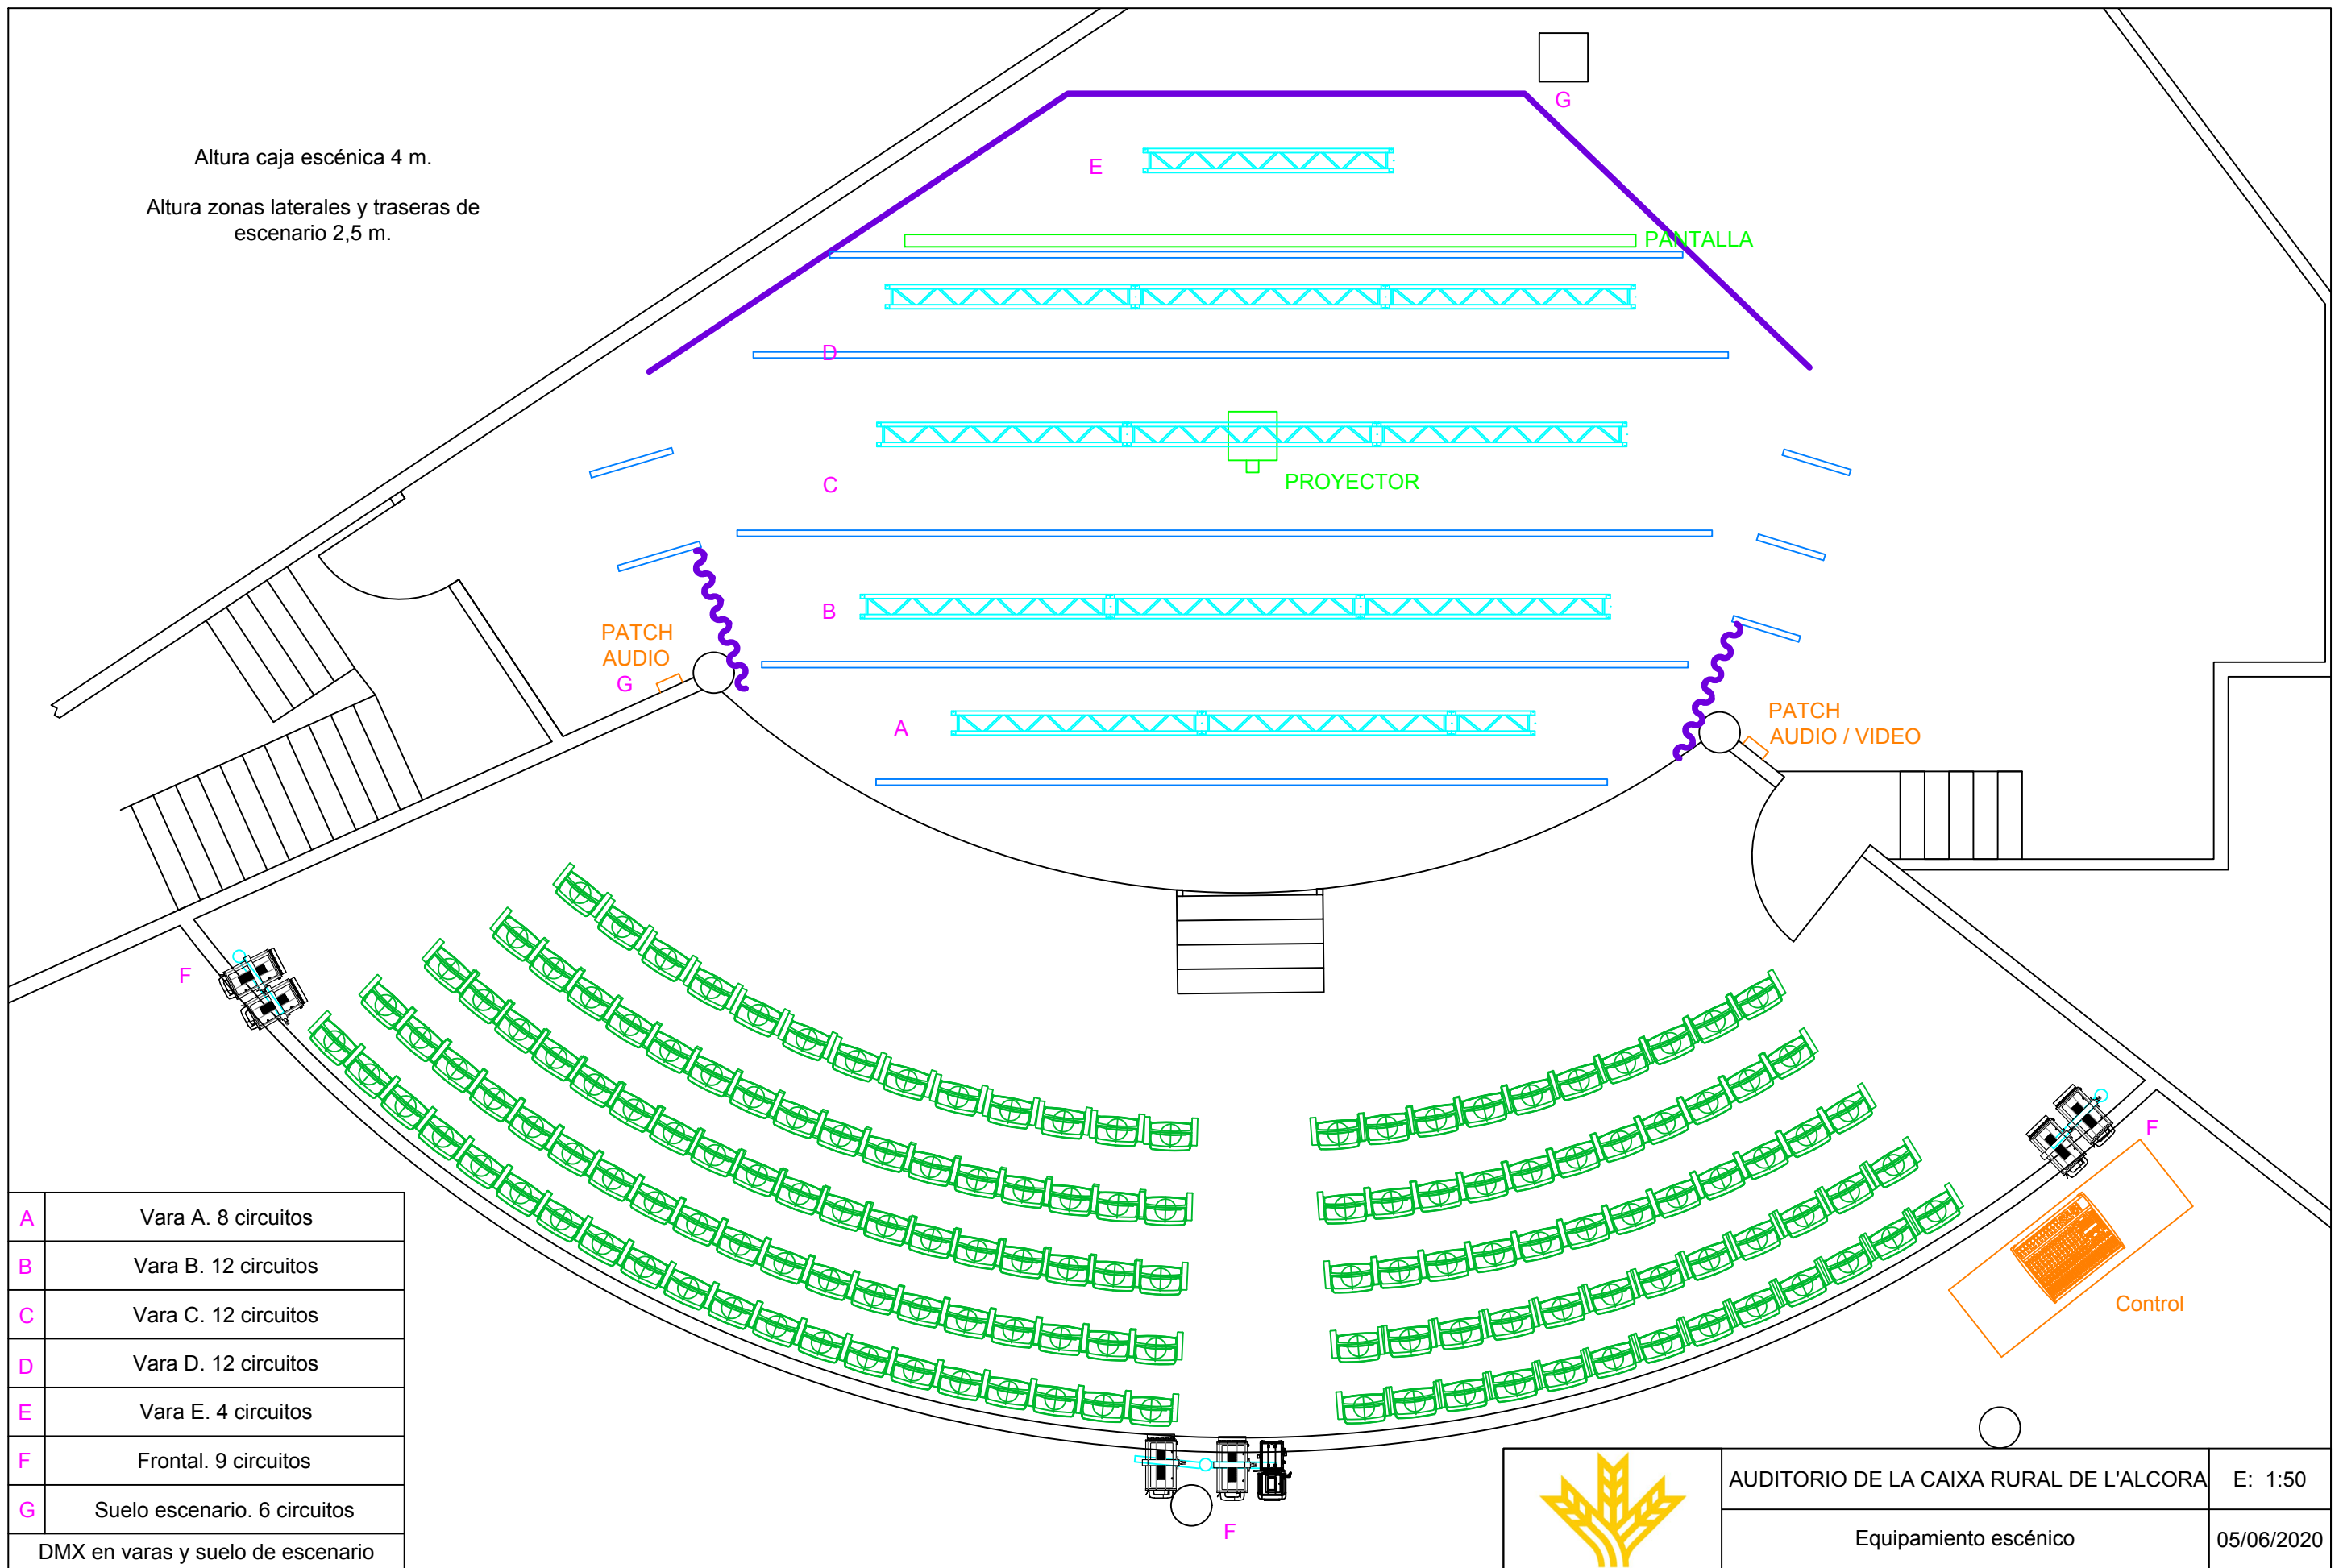 G
Altura caja escénica 4 m.
E
Altura zonas laterales y traseras de
escenario 2,5 m.
PANTALLA
D
C
PROYECTOR
B
PATCH
AUDIO
G
A
PATCH
AUDIO / VIDEO
F
F
Control
F
A Vara A. 8 circuitos
B Vara B. 12 circuitos
C Vara C. 12 circuitos
D Vara D. 12 circuitos
E Vara E. 4 circuitos
F Frontal. 9 circuitos
G Suelo escenario. 6 circuitos
DMX en varas y suelo de escenario
AUDITORIO DE LA CAIXA RURAL DE L'ALCORA E: 1:50
Equipamiento escénico 05/06/2020